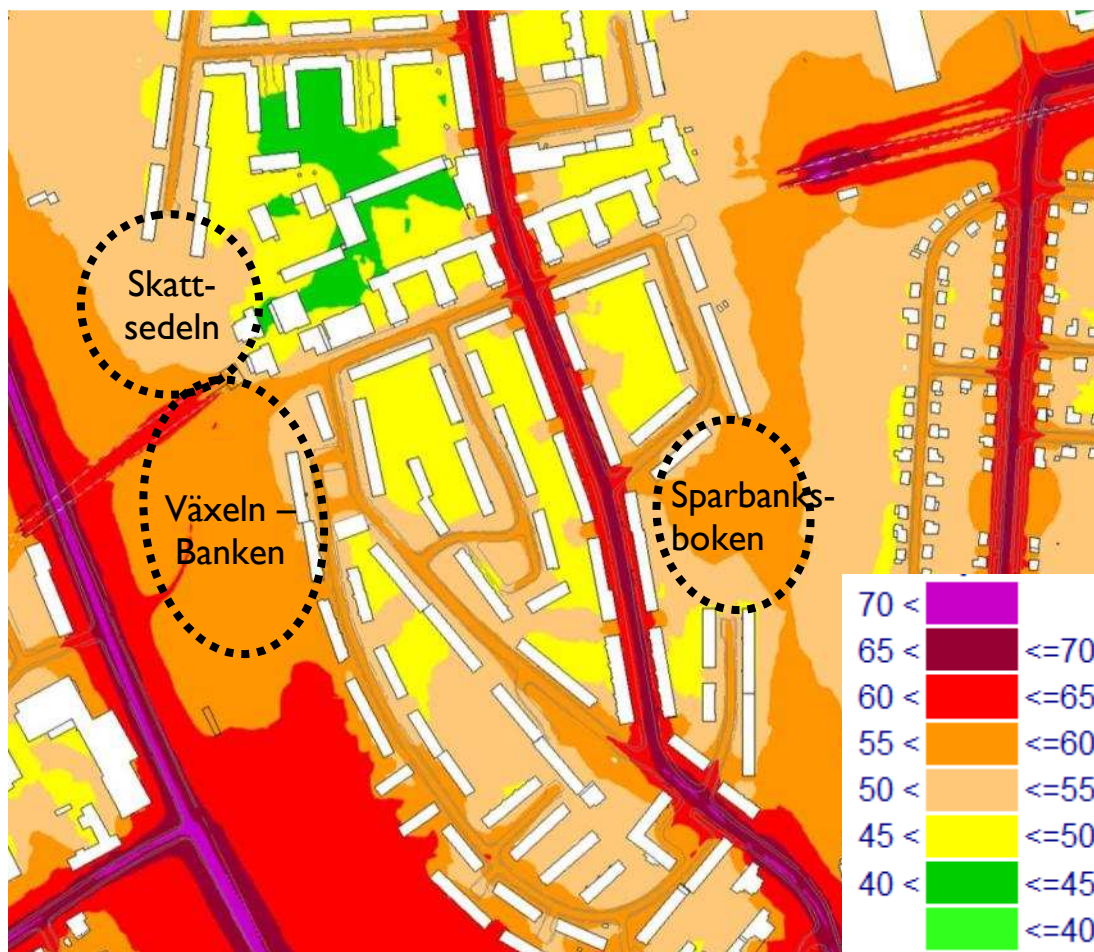 Skatt-
sedeln
Växeln –
Banken
Sparbanks-
boken
70 <
65 < <=70
60 < <=65
55 < <=60
50 < <=55
45 < <=50
40 < <=45
<=40